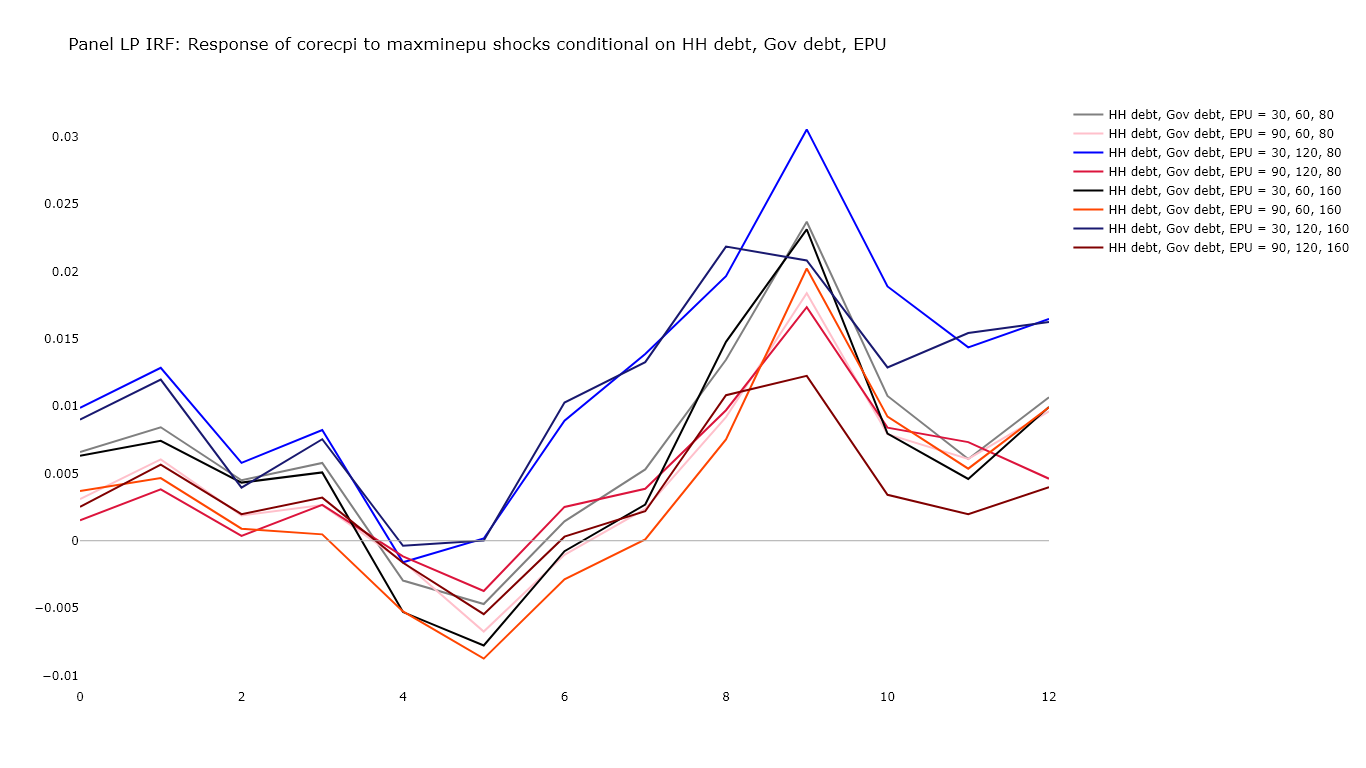 Panel LP IRF: Response of corecpi to maxminepu shocks conditional on HH debt, Gov debt, EPU
HH debt, Gov debt, EPU = 30, 60, 80
HH debt, Gov debt, EPU = 90, 60, 80
HH debt, Gov debt, EPU = 30, 120, 80
HH debt, Gov debt, EPU = 90, 120, 80
HH debt, Gov debt, EPU = 30, 60, 160
HH debt, Gov debt, EPU = 90, 60, 160
HH debt, Gov debt, EPU = 30, 120, 160
HH debt, Gov debt, EPU = 90, 120, 160
0.03
0.025
0.02
0.015
0.01
0.005
0
−0.005
−0.01
0 2 4 6 8 10 12